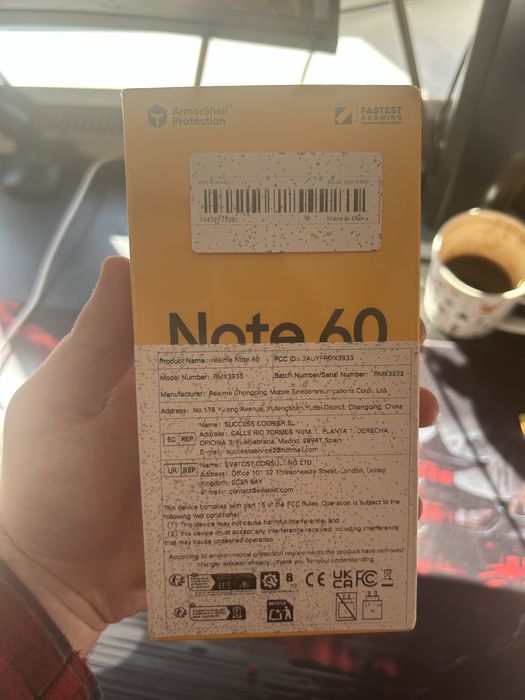 ArmorShell™
Protection
FASTEST
GROWING
Made in China
Note 60
Product Name: realme Note 60
FCC ID: 2AUYFRMX3933
Model Number: RMX3933
Batch Number/Serial Number: RMX3933
Manufacturer: Realme Chongqing Mobile Telecommunications Corp., Ltd.
Address: No.178 Yulong Avenue, Yufengshan, Yubei District, Chongqing, China
EC REP
Name: SUCCESS COURIER SL
Address: CALLE RIO TORMES NUM. 1, PLANTA 1, DERECHA,
OFICINA 3, Fuenlabrada, Madrid, 28947, Spain
E-mail: successservice2@hotmail.com
UK REP
Name: EVATOST CONSULTING LTD
Address: Office 101 32 Threadneedle Street, London, United
Kingdom, EC2R 8AY
E-mail: contact@evatost.com
This device complies with part 15 of the FCC Rules. Operation is subject to the
following two conditions:
(1) This device may not cause harmful interference, and
(2) this device must accept any interference received, including interference
that may cause undesired operation
According to environmental protection requirements, the product have removed
charger adapter already, thank you for your understanding.
8
CE UK CA FC